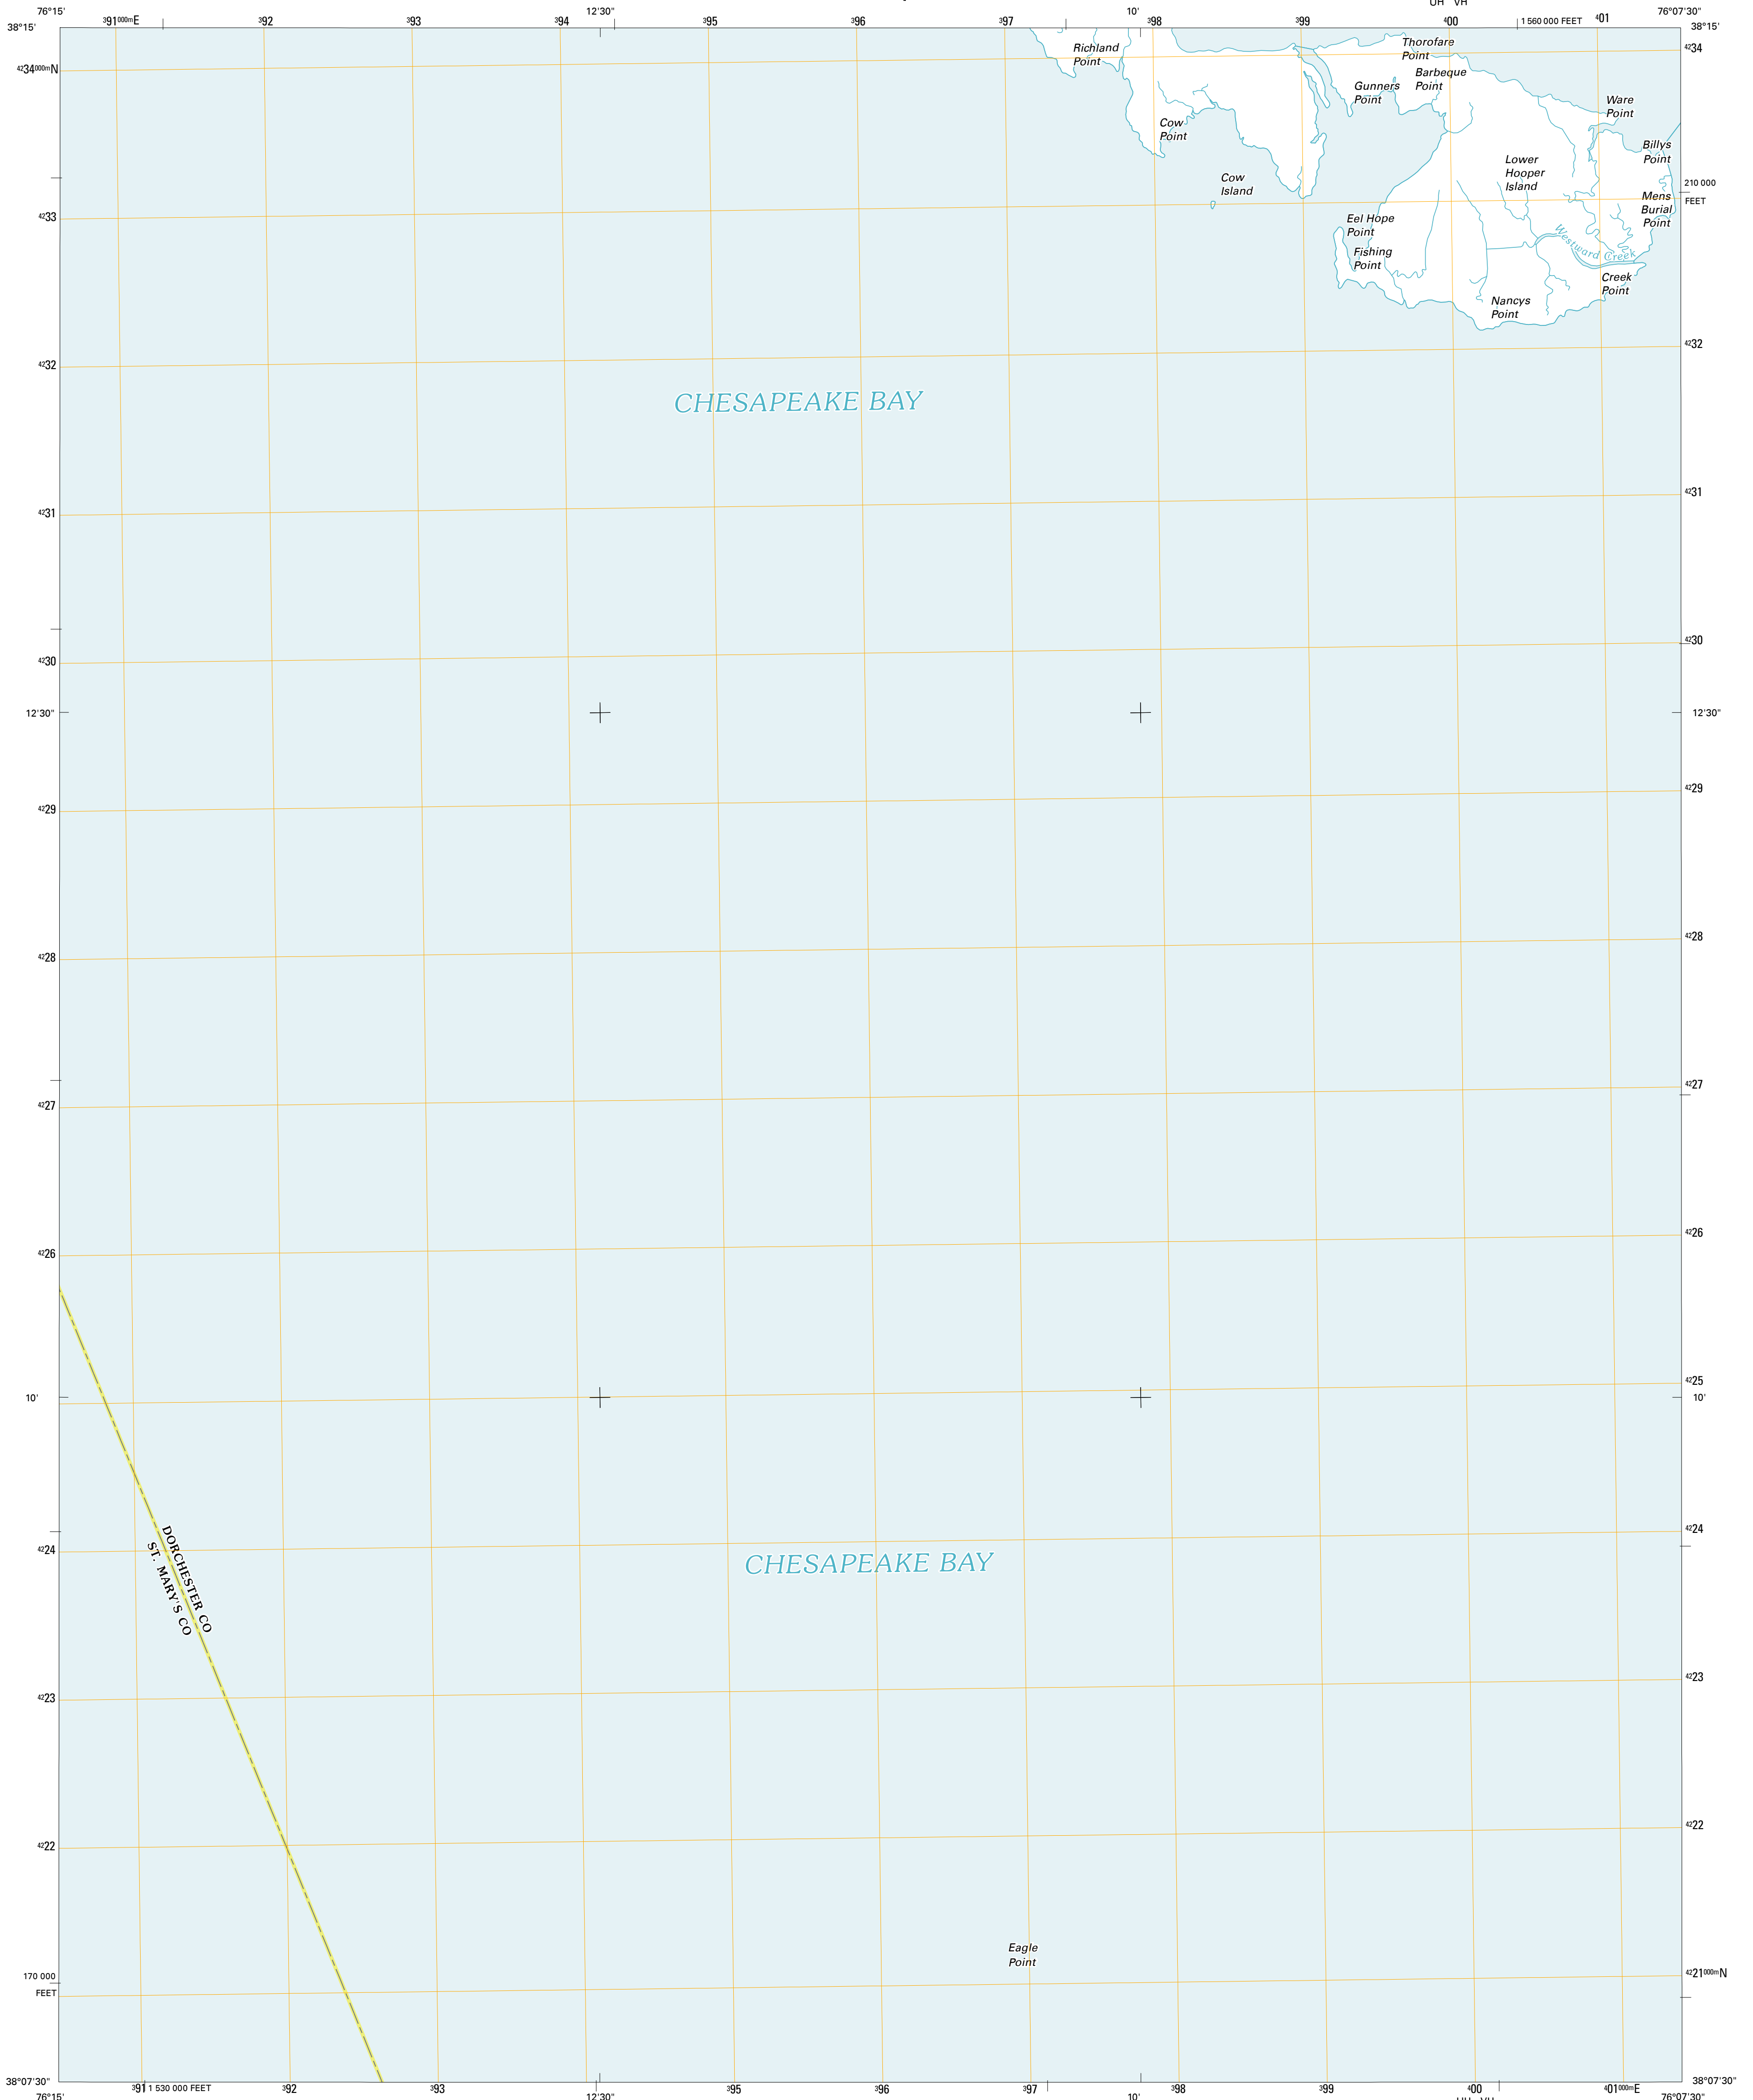 UH VH
76°15'
391000mE
392
393
12'30"
394
395
396
397
10'
398
399
400
1 560 000 FEET
401
76°07'30"
38°15'
38°15'
4234000mN
4234
Richland
Point
Thorofare
Point
Barbeque
Point
Gunners
Point
Ware
Point
Cow
Point
Billys
Point
Lower
Hooper
Island
Cow
Island
210 000
FEET
Mens
Burial
Point
4233
Eel Hope
Point
Westward Creek
Fishing
Point
Creek
Point
Nancys
Point
4232
4232
CHESAPEAKE BAY
4231
4231
4230
4230
12'30"
12'30"
4229
4229
4228
4228
4227
4227
4226
4226
4225
10'
10'
DORCHESTER CO
ST. MARY'S CO
4224
4224
CHESAPEAKE BAY
4223
4223
4222
4222
Eagle
Point
170 000
FEET
4221000mN
38°07'30"
38°07'30"
76°15'
391
1 530 000 FEET
392
393
12'30"
395
396
397
10'
398
399
400
401000mE
76°07'30"